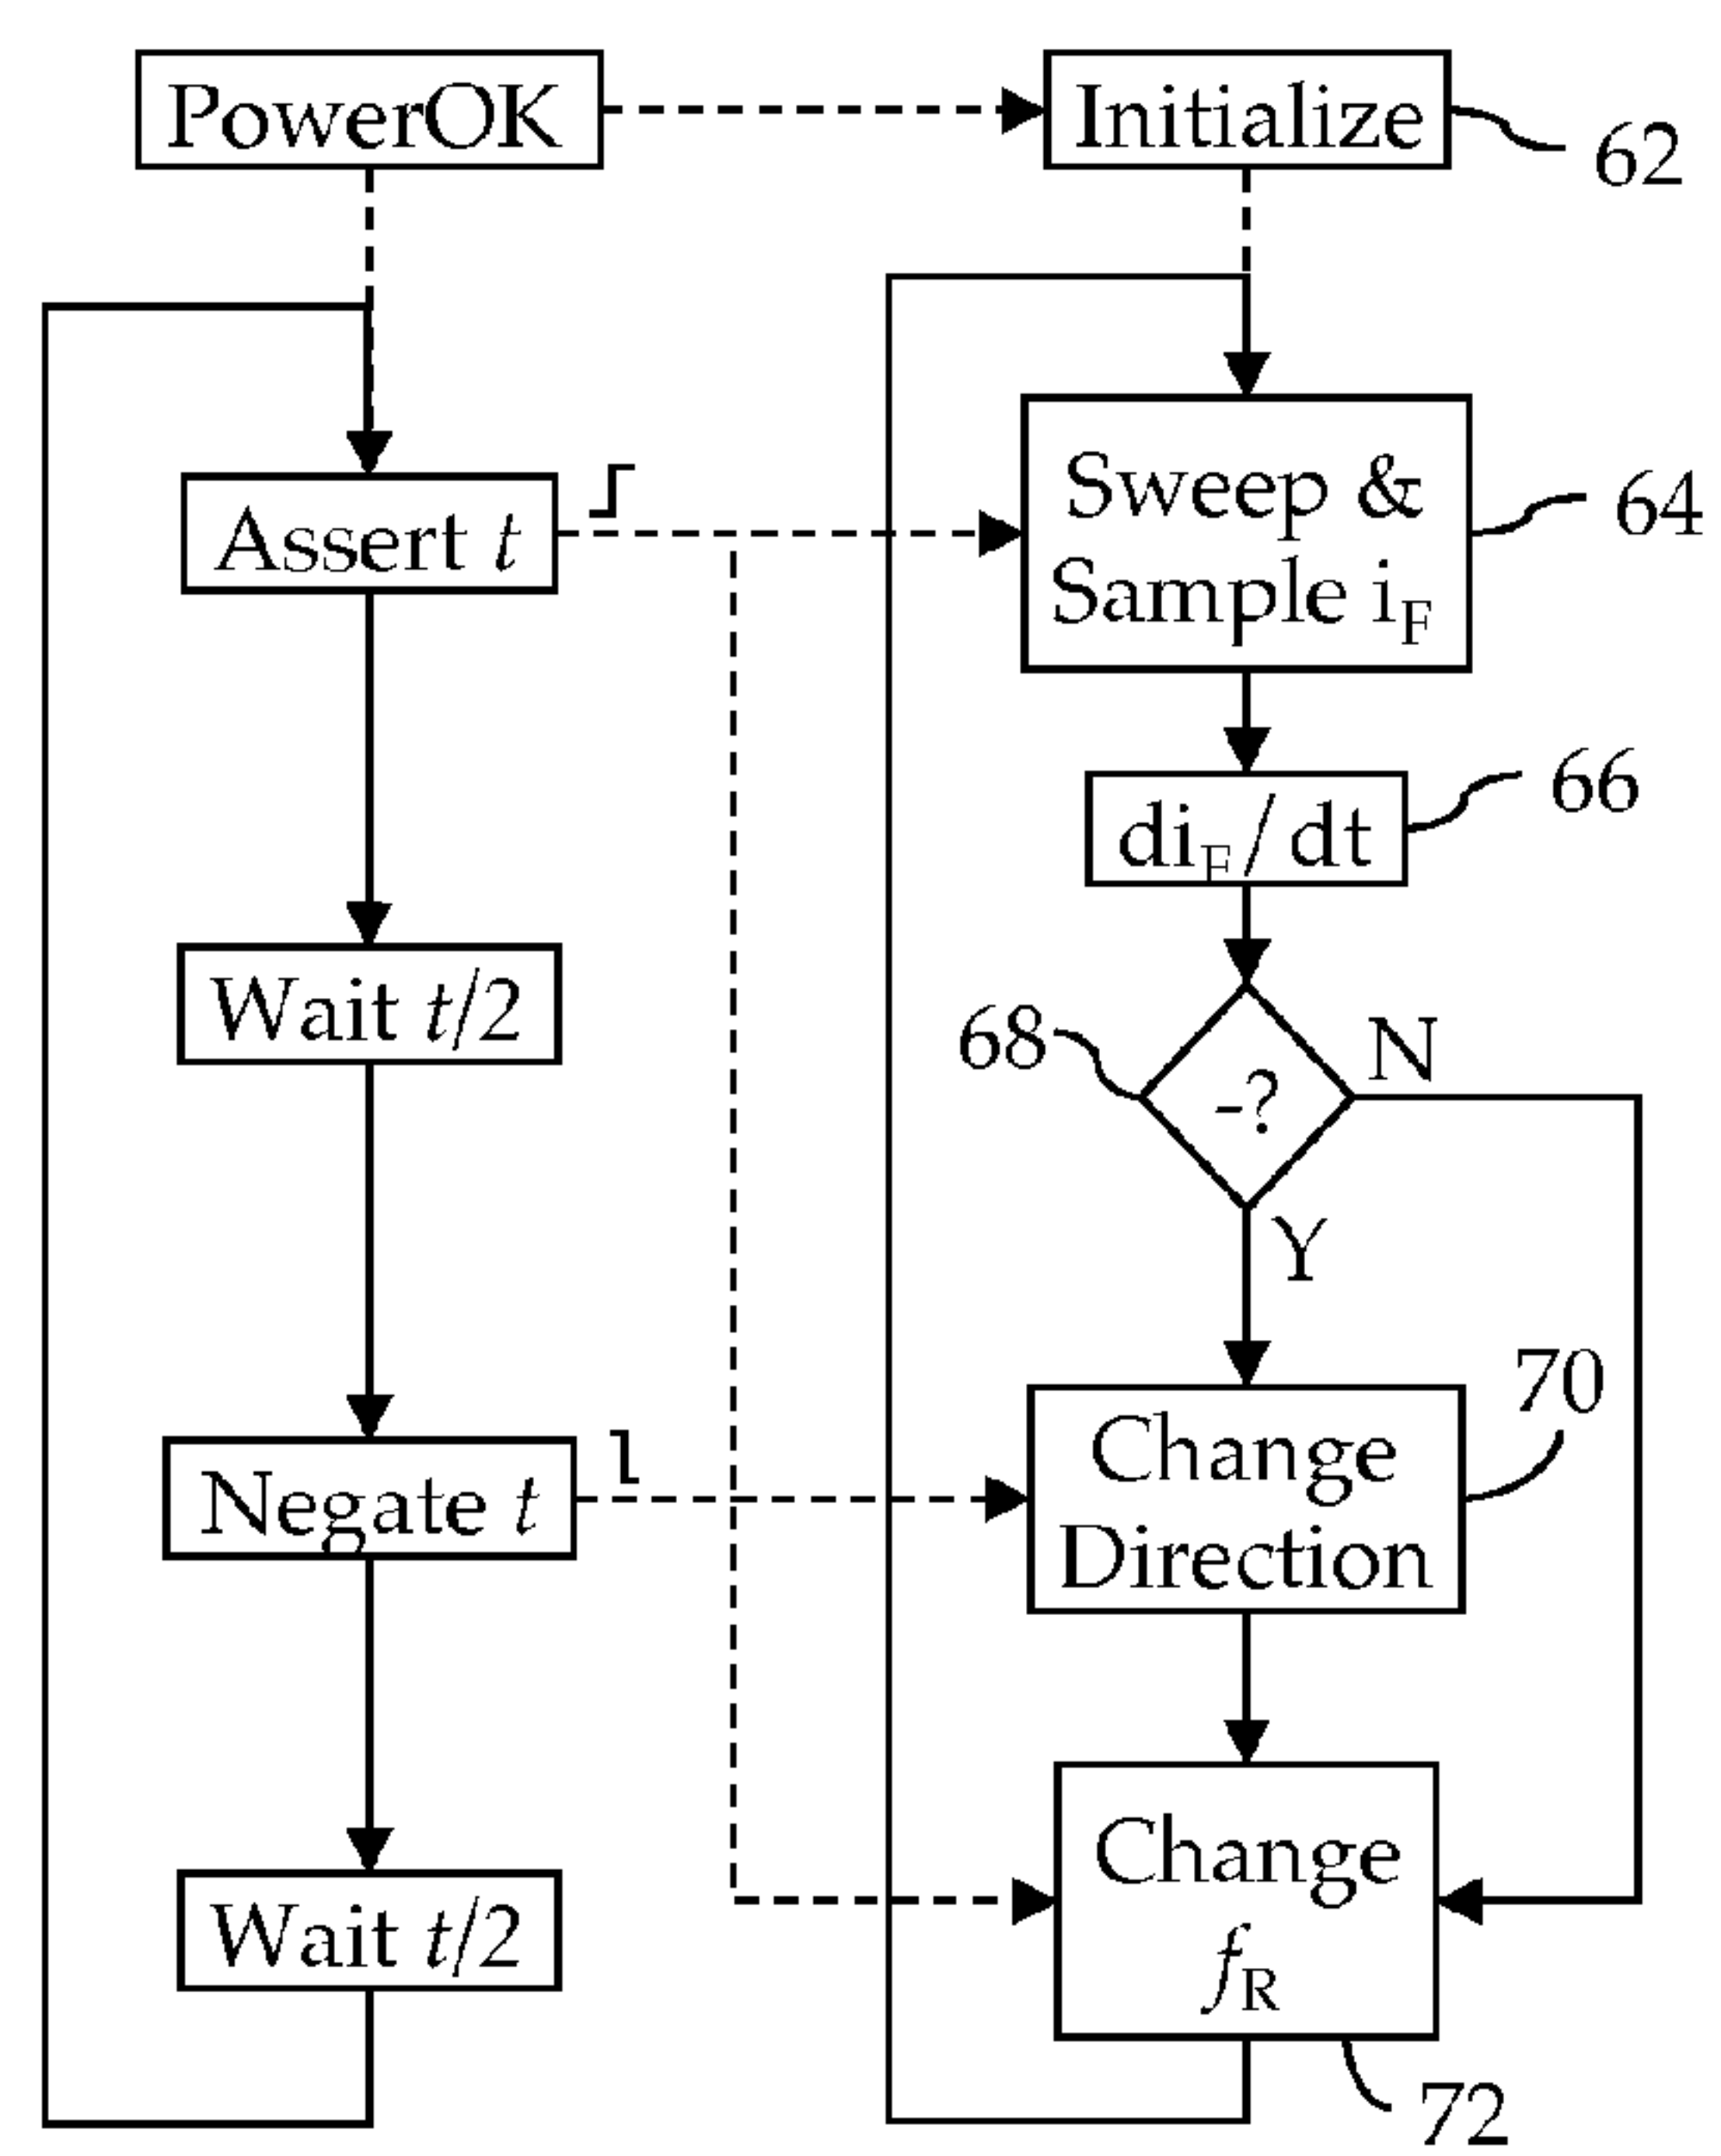 PowerOK
Initialize
62
Assert t
Sweep &
Sample iF
64
diF/dt
66
Wait t/2
68
-?
N
Y
Negate t
Change
Direction
70
Wait t/2
Change
fR
72